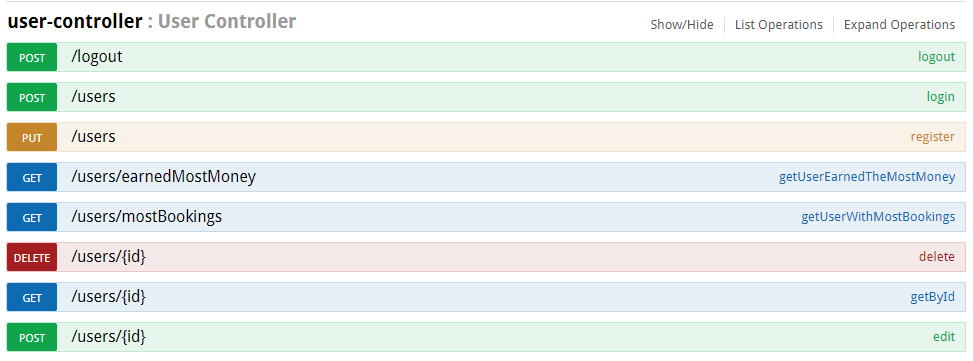 user-controller : User Controller Show/Hide List Operations Expand Operations
POST /logout logout
POST /users login
PUT /users register
GET /users/earnedMostMoney getUserEarnedTheMostMoney
GET /users/mostBookings getUserWithMostBookings
DELETE /users/{id} delete
GET /users/{id} getById
POST /users/{id} edit